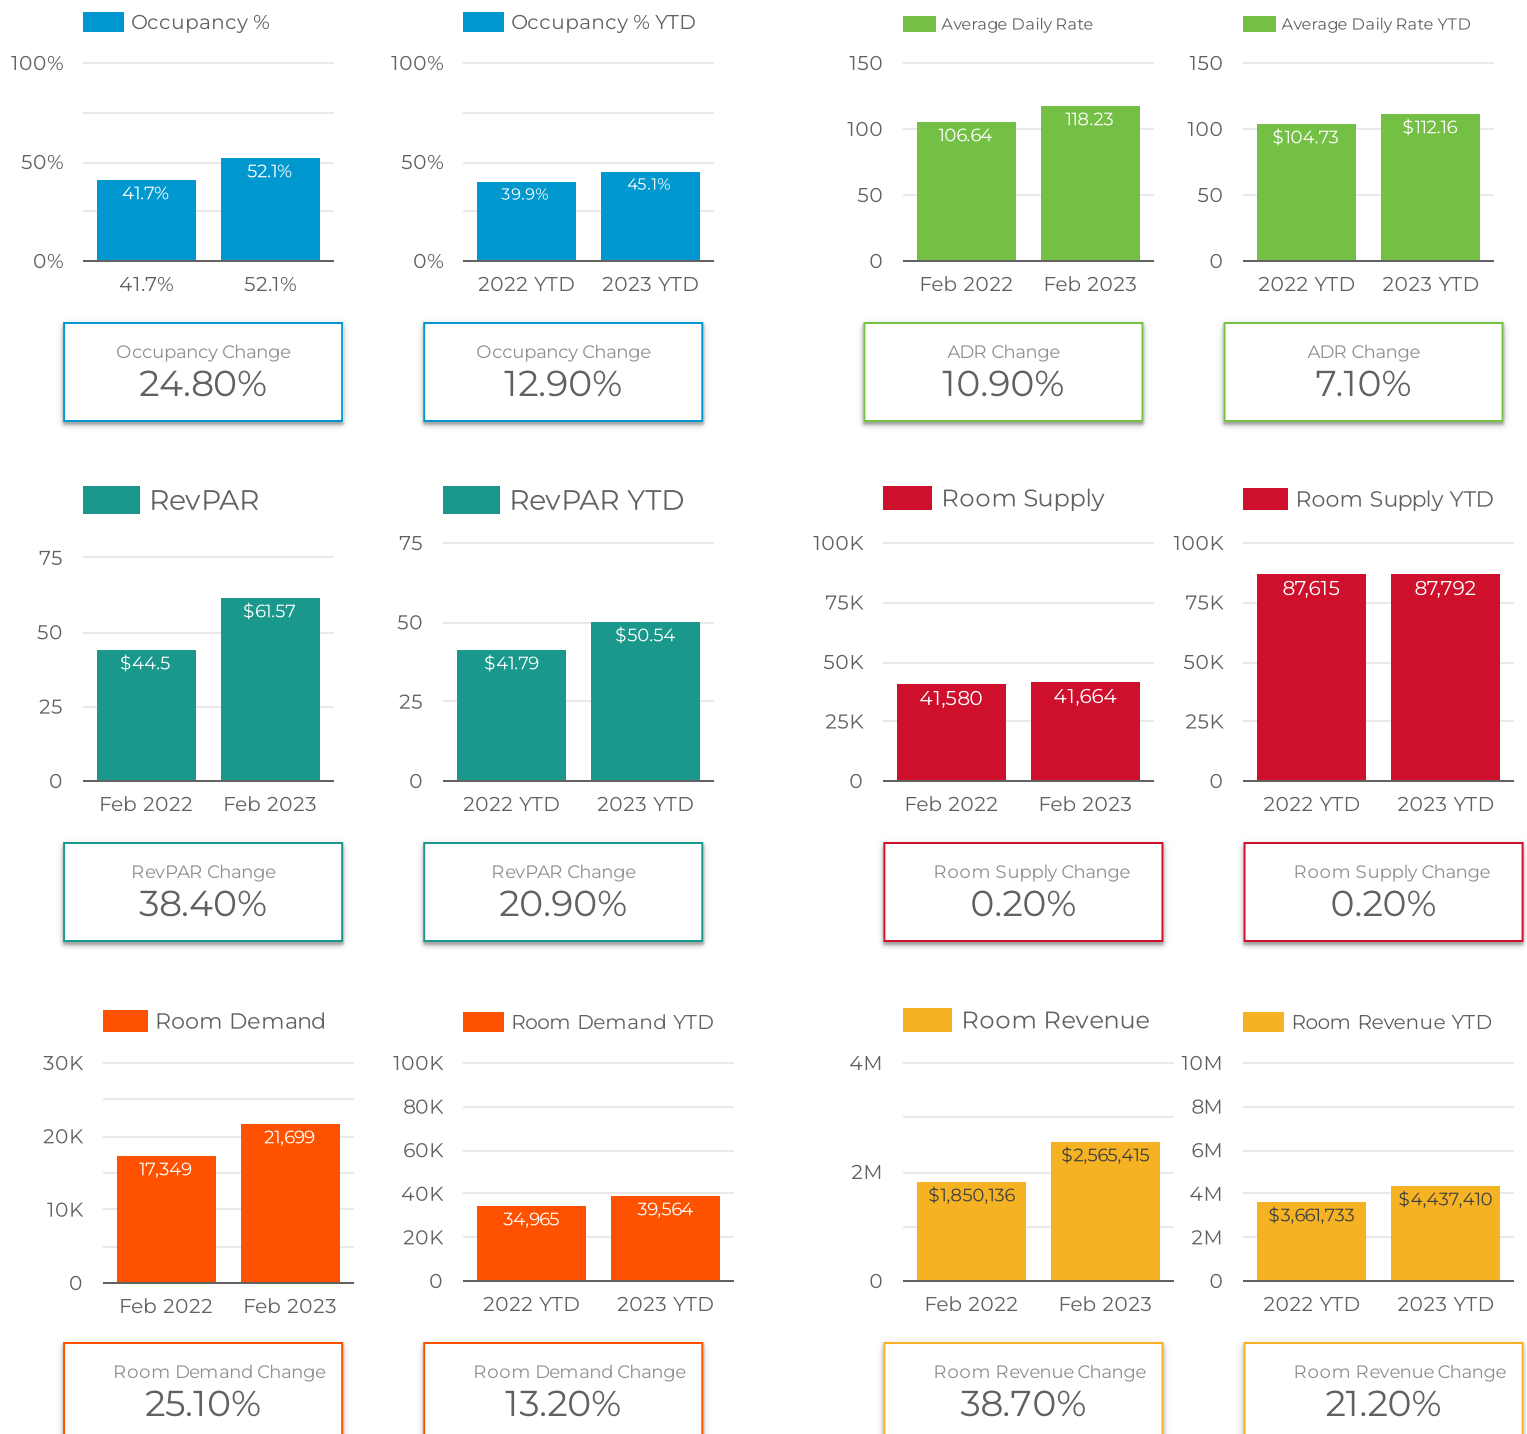 Occupancy %
100%
50%
0%
41.7%
52.1%
41.7%
52.1%
Occupancy Change
24.80%
Occupancy % YTD
100%
50%
0%
39.9%
45.1%
2022 YTD
2023 YTD
Occupancy Change
12.90%
Average Daily Rate
150
100
50
0
106.64
118.23
Feb 2022
Feb 2023
ADR Change
10.90%
Average Daily Rate YTD
150
100
50
0
$104.73
$112.16
2022 YTD
2023 YTD
ADR Change
7.10%
RevPAR
75
50
25
0
$44.5
$61.57
Feb 2022
Feb 2023
RevPAR Change
38.40%
RevPAR YTD
75
50
25
0
$41.79
$50.54
2022 YTD
2023 YTD
RevPAR Change
20.90%
Room Supply
100K
75K
50K
25K
0
41,580
41,664
Feb 2022
Feb 2023
Room Supply Change
0.20%
Room Supply YTD
100K
75K
50K
25K
0
87,615
87,792
2022 YTD
2023 YTD
Room Supply Change
0.20%
Room Demand
30K
20K
10K
0
17,349
21,699
Feb 2022
Feb 2023
Room Demand Change
25.10%
Room Demand YTD
100K
80K
60K
40K
20K
0
34,965
39,564
2022 YTD
2023 YTD
Room Demand Change
13.20%
Room Revenue
4M
2M
0
$1,850,136
$2,565,415
Feb 2022
Feb 2023
Room Revenue Change
38.70%
Room Revenue YTD
10M
8M
6M
4M
2M
0
$3,661,733
$4,437,410
2022 YTD
2023 YTD
Room Revenue Change
21.20%